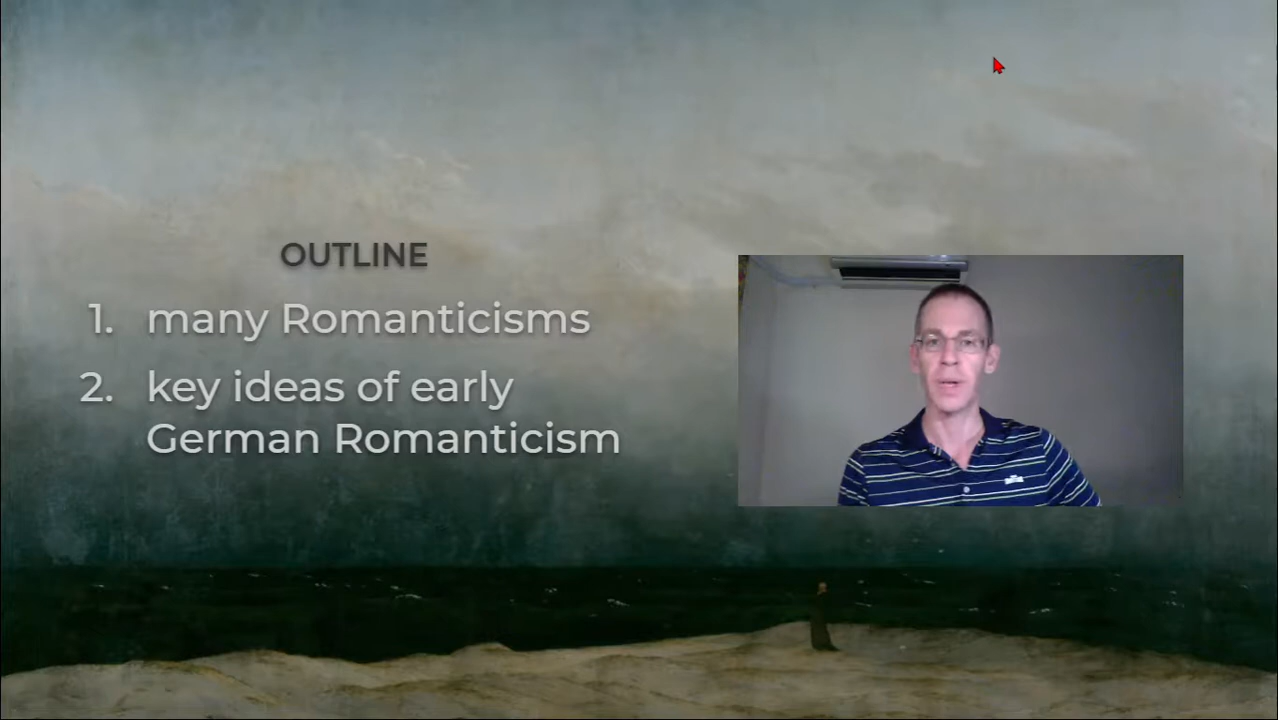 OUTLINE
1. many Romanticisms
2. key ideas of early
German Romanticism